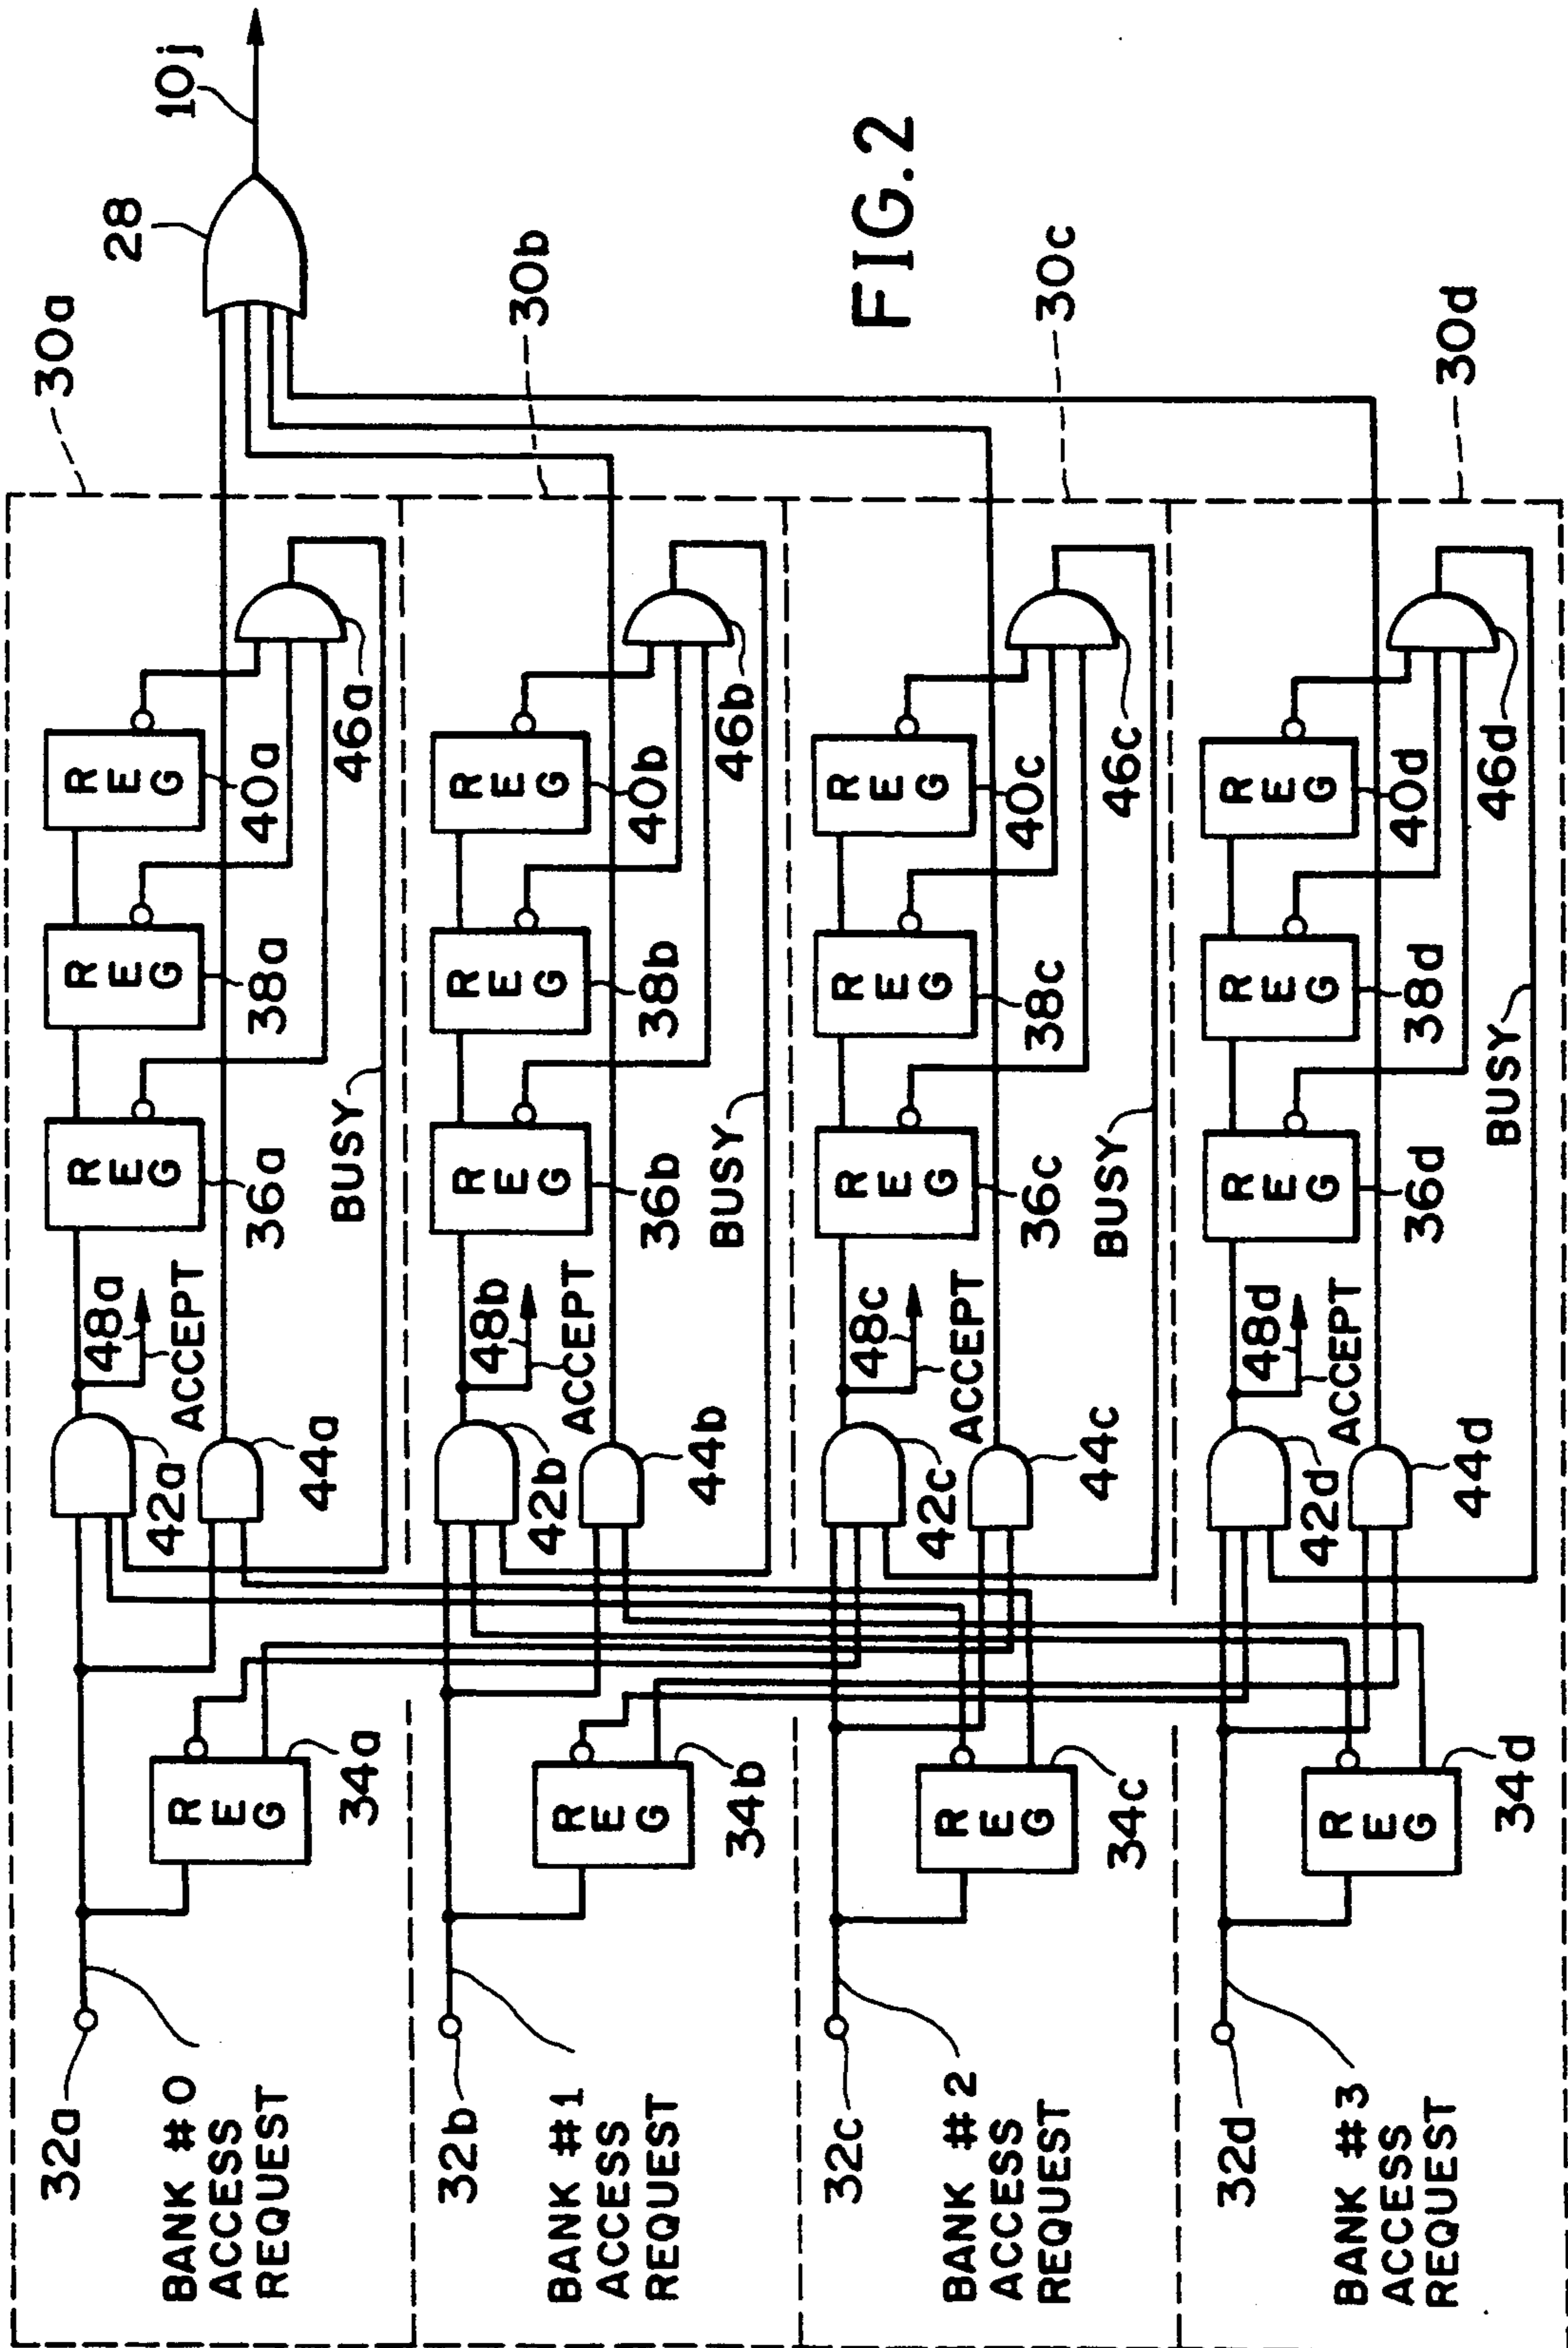 10j
28
30a
30b
FIG.2
30c
30d
REG
40a
46a
REG
38a
REG
36a
BUSY
48a
ACCEPT
42a
44a
REG
34a
32a
BANK #0
ACCESS
REQUEST
REG
40b
46b
REG
38b
REG
36b
BUSY
48b
ACCEPT
42b
44b
REG
34b
32b
BANK #1
ACCESS
REQUEST
REG
40c
46c
REG
38c
REG
36c
BUSY
48c
ACCEPT
42c
44c
REG
34c
32c
BANK #2
ACCESS
REQUEST
REG
40d
46d
REG
38d
REG
36d
BUSY
48d
ACCEPT
42d
44d
REG
34d
32d
BANK #3
ACCESS
REQUEST